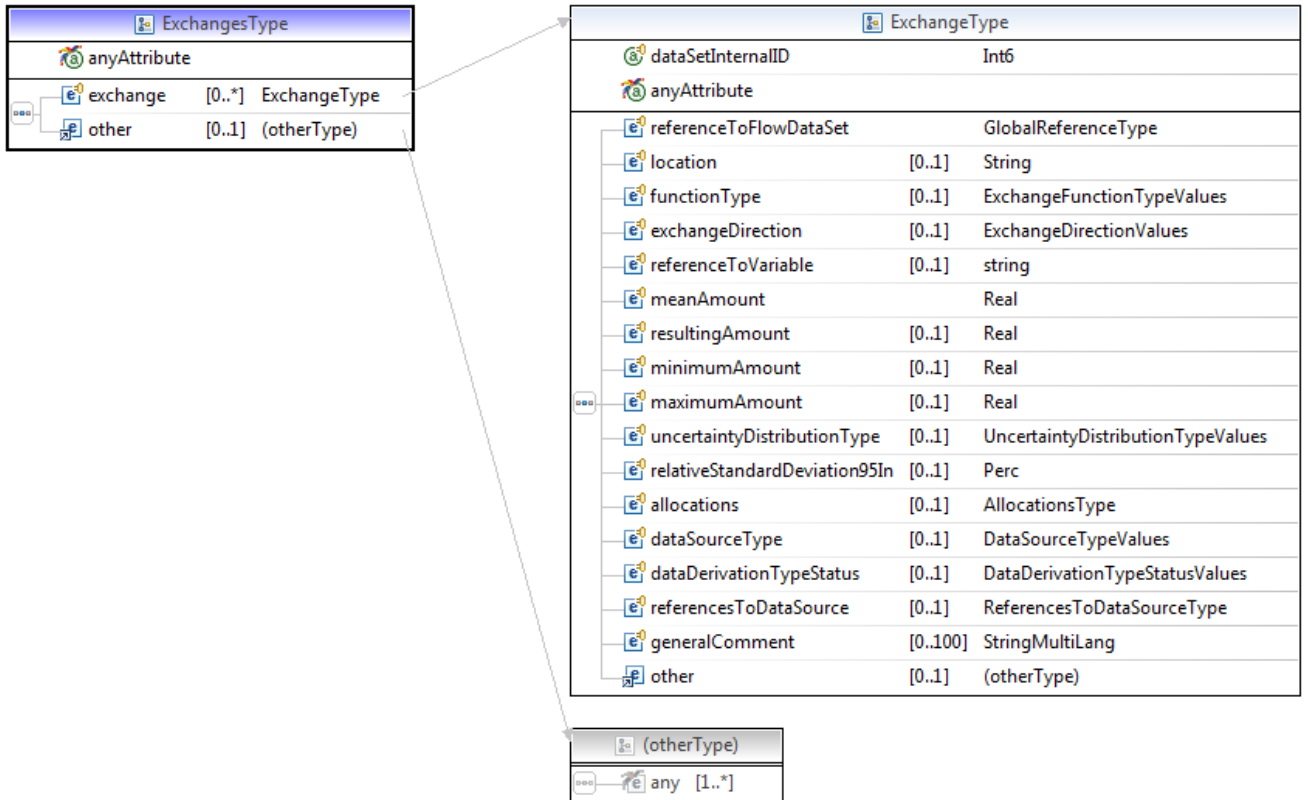 ExchangesType
anyAttribute
exchange [0..*] ExchangeType
other [0..1] (otherType)
ExchangeType
dataSetInternalID Int6
anyAttribute
referenceToFlowDataSet GlobalReferenceType
location [0..1] String
functionType [0..1] ExchangeFunctionTypeValues
exchangeDirection [0..1] ExchangeDirectionValues
referenceToVariable [0..1] string
meanAmount Real
resultingAmount [0..1] Real
minimumAmount [0..1] Real
maximumAmount [0..1] Real
uncertaintyDistributionType [0..1] UncertaintyDistributionTypeValues
relativeStandardDeviation95In [0..1] Perc
allocations [0..1] AllocationsType
dataSourceType [0..1] DataSourceTypeValues
dataDerivationTypeStatus [0..1] DataDerivationTypeStatusValues
referencesToDataSource [0..1] ReferencesToDataSourceType
generalComment [0..100] StringMultiLang
other [0..1] (otherType)
(otherType)
any [1..*]